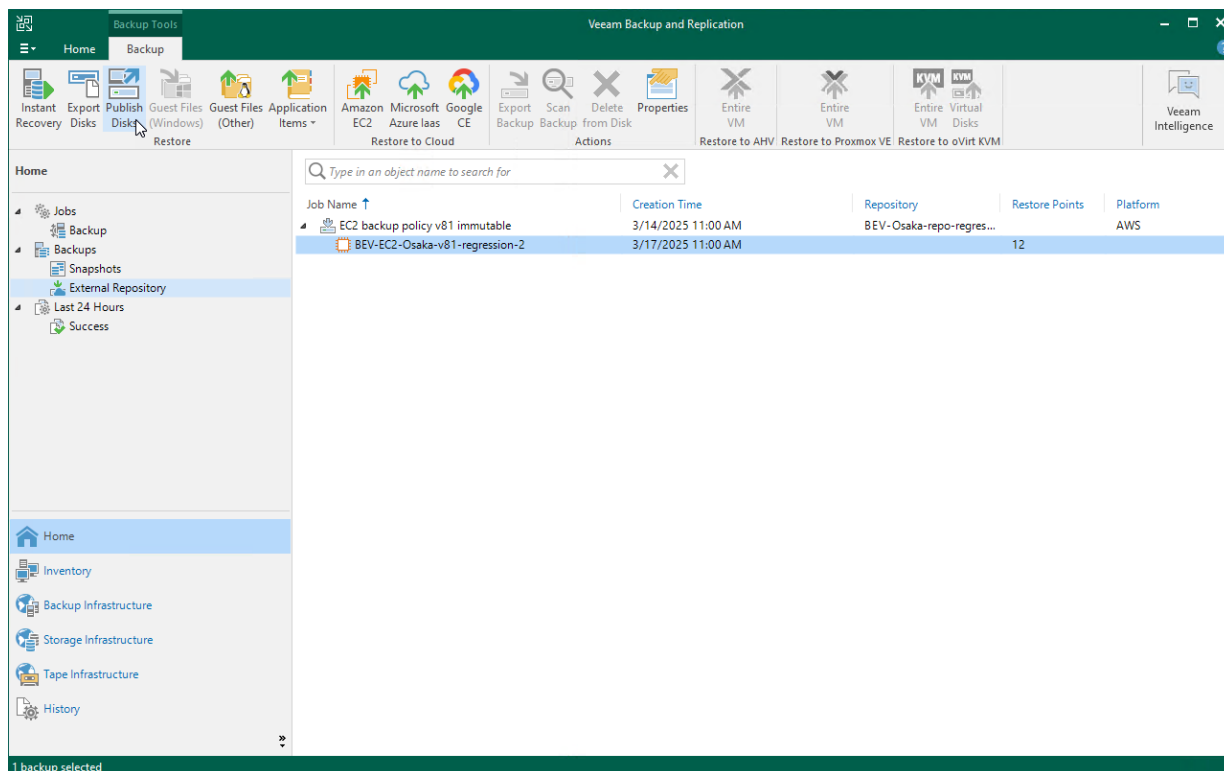 Backup Tools
Veeam Backup and Replication
Home
Backup
Instant Recovery
Export Disks
Publish Disks
Guest Files (Windows)
Guest Files (Other)
Application Items
Restore
Amazon EC2
Microsoft Azure Iaas
Google CE
Restore to Cloud
Export Backup
Scan Backup
Delete from Disk
Properties
Actions
Entire VM
Restore to AHV
Entire VM
Restore to Proxmox VE
KVM
Entire VM
KVM
Virtual Disks
Restore to oVirt KVM
Veeam Intelligence
Home
Jobs
Backup
Backups
Snapshots
External Repository
Last 24 Hours
Success
Type in an object name to search for
Job Name Creation Time Repository Restore Points Platform
EC2 backup policy v81 immutable 3/14/2025 11:00 AM BEV-Osaka-repo-regres... AWS
BEV-EC2-Osaka-v81-regression-2 3/17/2025 11:00 AM 12
Home
Inventory
Backup Infrastructure
Storage Infrastructure
Tape Infrastructure
History
1 backup selected